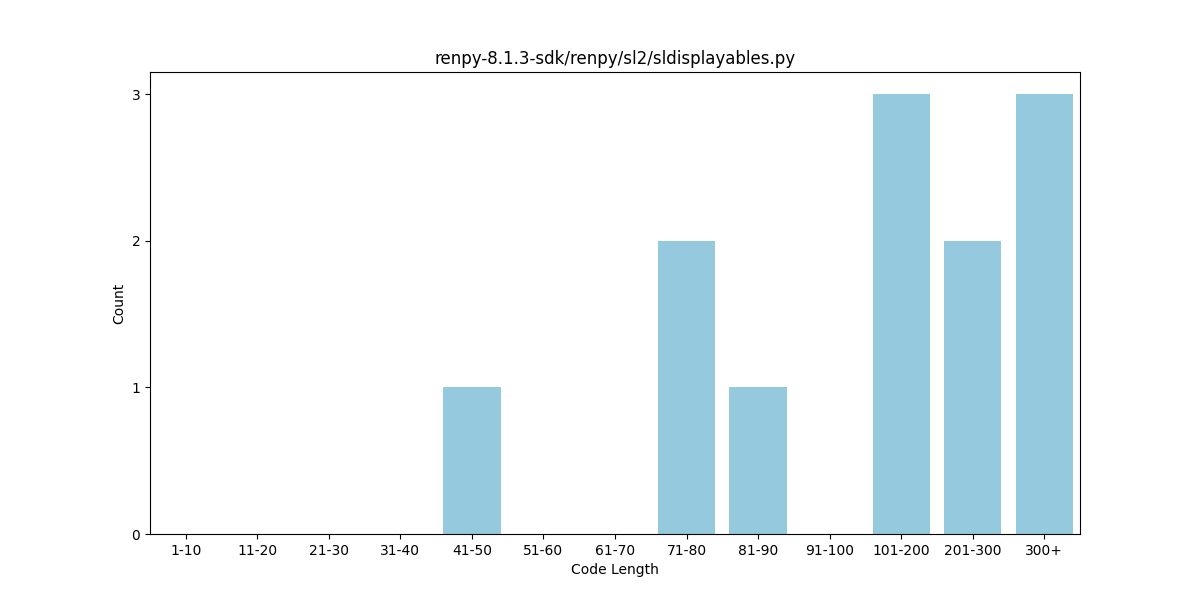 renpy-8.1.3-sdk/renpy/sl2/sldisplayables.py
3
2
1
0
Count
1-10 11-20 21-30 31-40 41-50 51-60 61-70 71-80 81-90 91-100 101-200 201-300 300+
Code Length